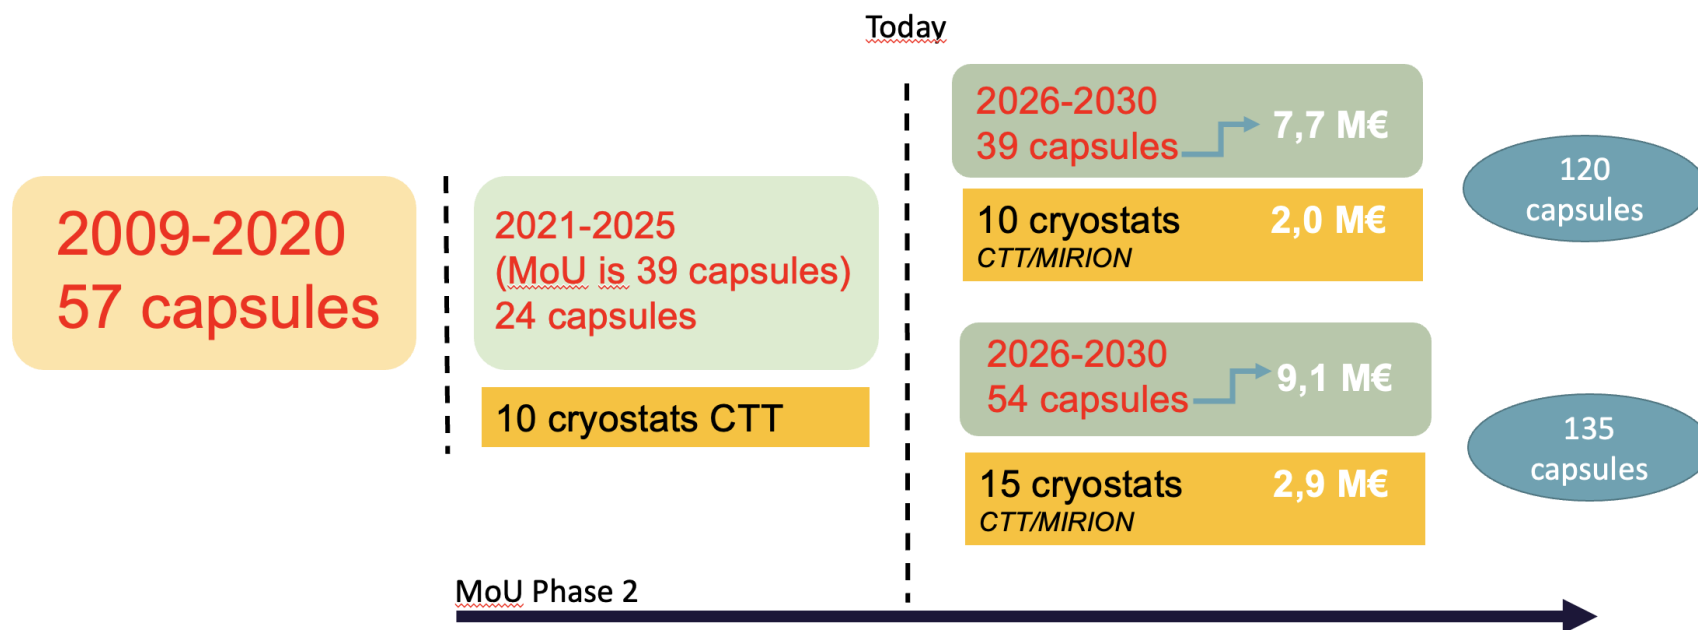 Today
2009-2020
57 capsules
2021-2025
(MoU is 39 capsules)
24 capsules
10 cryostats CTT
2026-2030
39 capsules
7,7 M€
10 cryostats
2,0 M€
CTT/MIRION
120
capsules
2026-2030
54 capsules
9,1 M€
15 cryostats
2,9 M€
CTT/MIRION
135
capsules
MoU Phase 2